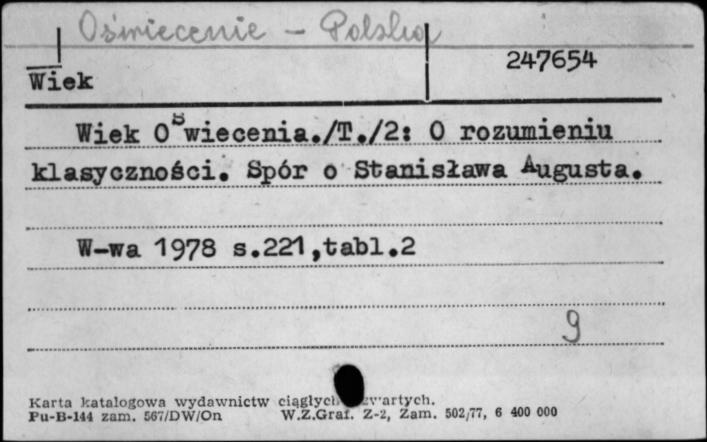 Oświecenie - Polska
247654
Wiek
Wiek Oświecenia./T./2: O rozumieniu
klasyczności. Spór o Stanisława Augusta.
W-wa 1978 s.221,tabl.2
9
Karta katalogowa wydawnictw ciągłych zwartych.
Pu-B-144 zam. 567/DW/On W.Z.Graf. Z-2, Zam. 502/77, 6 400 000